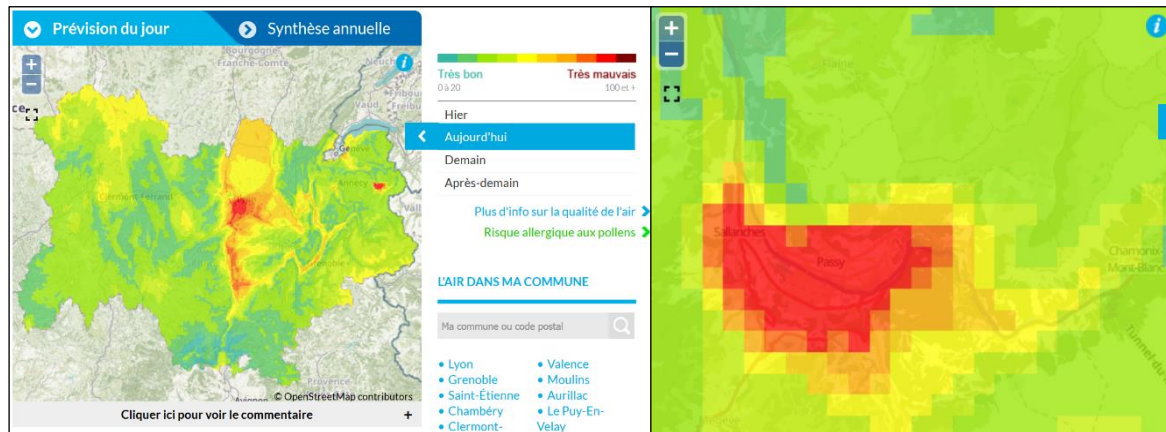 Prévision du jour
Synthèse annuelle
+
−
i
Bourgogne
Franche-Comté
Vaud
Genève
Annecy
Clermont Ferrand
Provence
Avignon
© OpenStreetMap contributors
Cliquer ici pour voir le commentaire +
Très bon Très mauvais
0 à 20 100 et +
Hier
Aujourd'hui
Demain
Après-demain
Plus d'info sur la qualité de l'air
Risque allergique aux pollens
L'AIR DANS MA COMMUNE
Ma commune ou code postal
• Lyon
• Grenoble
• Saint-Étienne
• Chambéry
• Clermont-
• Valence
• Moulins
• Aurillac
• Le Puy-En-
Velay
+
−
i
Flaine
Sallanches
Passy
Chamonix-
Mont-Blanc
Tunnel du